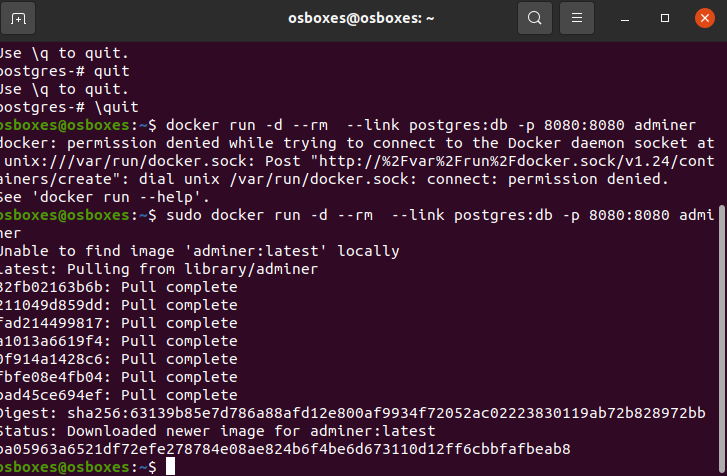 osboxes@osboxes: ~
Use \q to quit.
postgres-# quit
Use \q to quit.
postgres-# \quit
osboxes@osboxes:~$ docker run -d --rm  --link postgres:db -p 8080:8080 adminer
docker: permission denied while trying to connect to the Docker daemon socket at
 unix:///var/run/docker.sock: Post "http://%2Fvar%2Frun%2Fdocker.sock/v1.24/cont
ainers/create": dial unix /var/run/docker.sock: connect: permission denied.
See 'docker run --help'.
osboxes@osboxes:~$ sudo docker run -d --rm  --link postgres:db -p 8080:8080 admi
ner
Unable to find image 'adminer:latest' locally
latest: Pulling from library/adminer
32fb02163b6b: Pull complete
211049d859dd: Pull complete
fad214499817: Pull complete
a1013a6619f4: Pull complete
0f914a1428c6: Pull complete
fbfe08e4fb04: Pull complete
bad45ce694ef: Pull complete
Digest: sha256:63139b85e7d786a88afd12e800af9934f72052ac02223830119ab72b828972bb
Status: Downloaded newer image for adminer:latest
ba05963a6521df72efe278784e08ae824b6f4be6d673110d12ff6cbbfafbeab8
osboxes@osboxes:~$